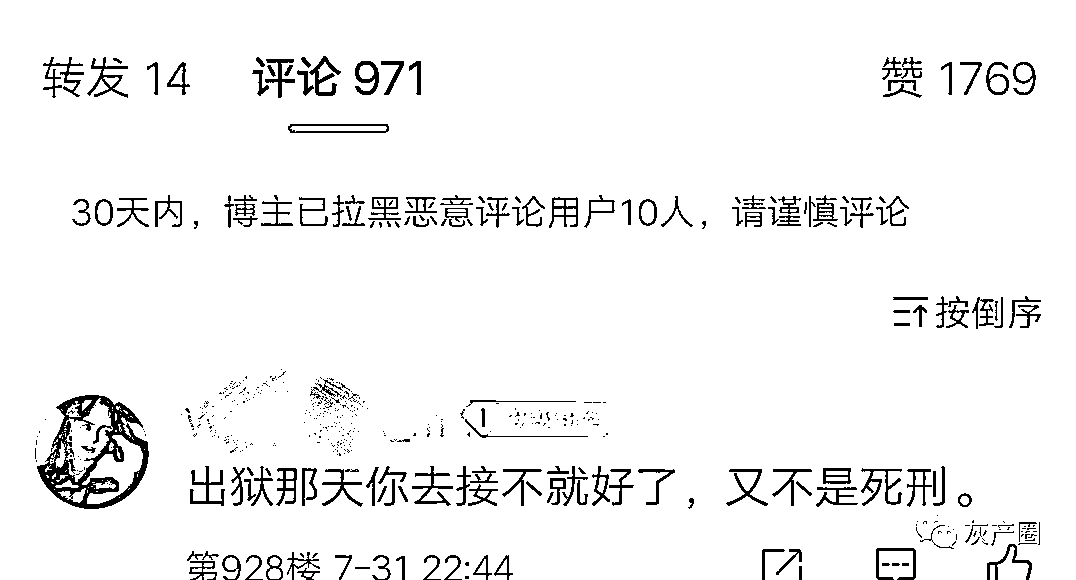 转发 14 评论 971 赞 1769
30天内，博主已拉黑恶意评论用户10人，请谨慎评论
按倒序
出狱那天你去接不就好了，又不是死刑。
灰产圈
第928楼 7-31 22:44